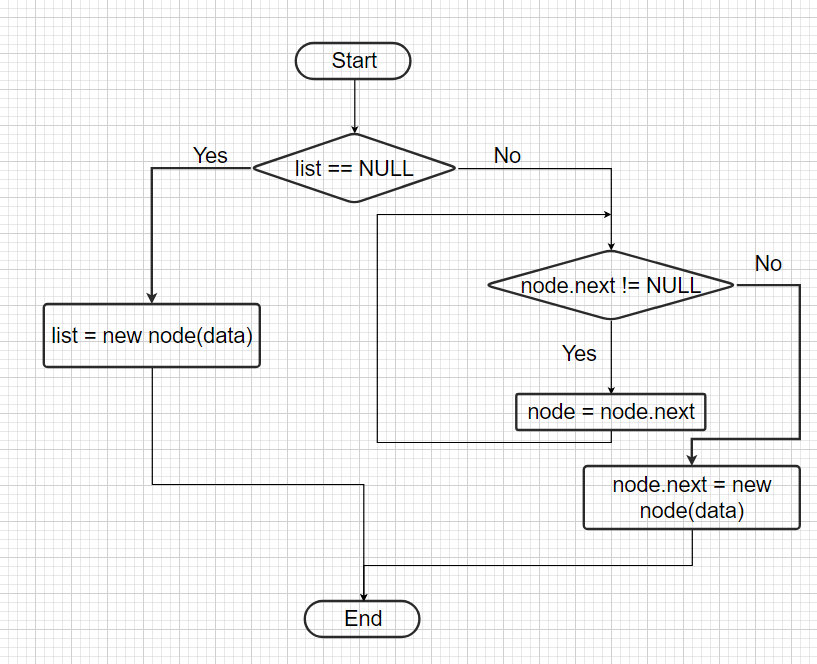 Start
Yes
list == NULL
No
No
node.next != NULL
list = new node(data)
Yes
node = node.next
node.next = new
node(data)
End